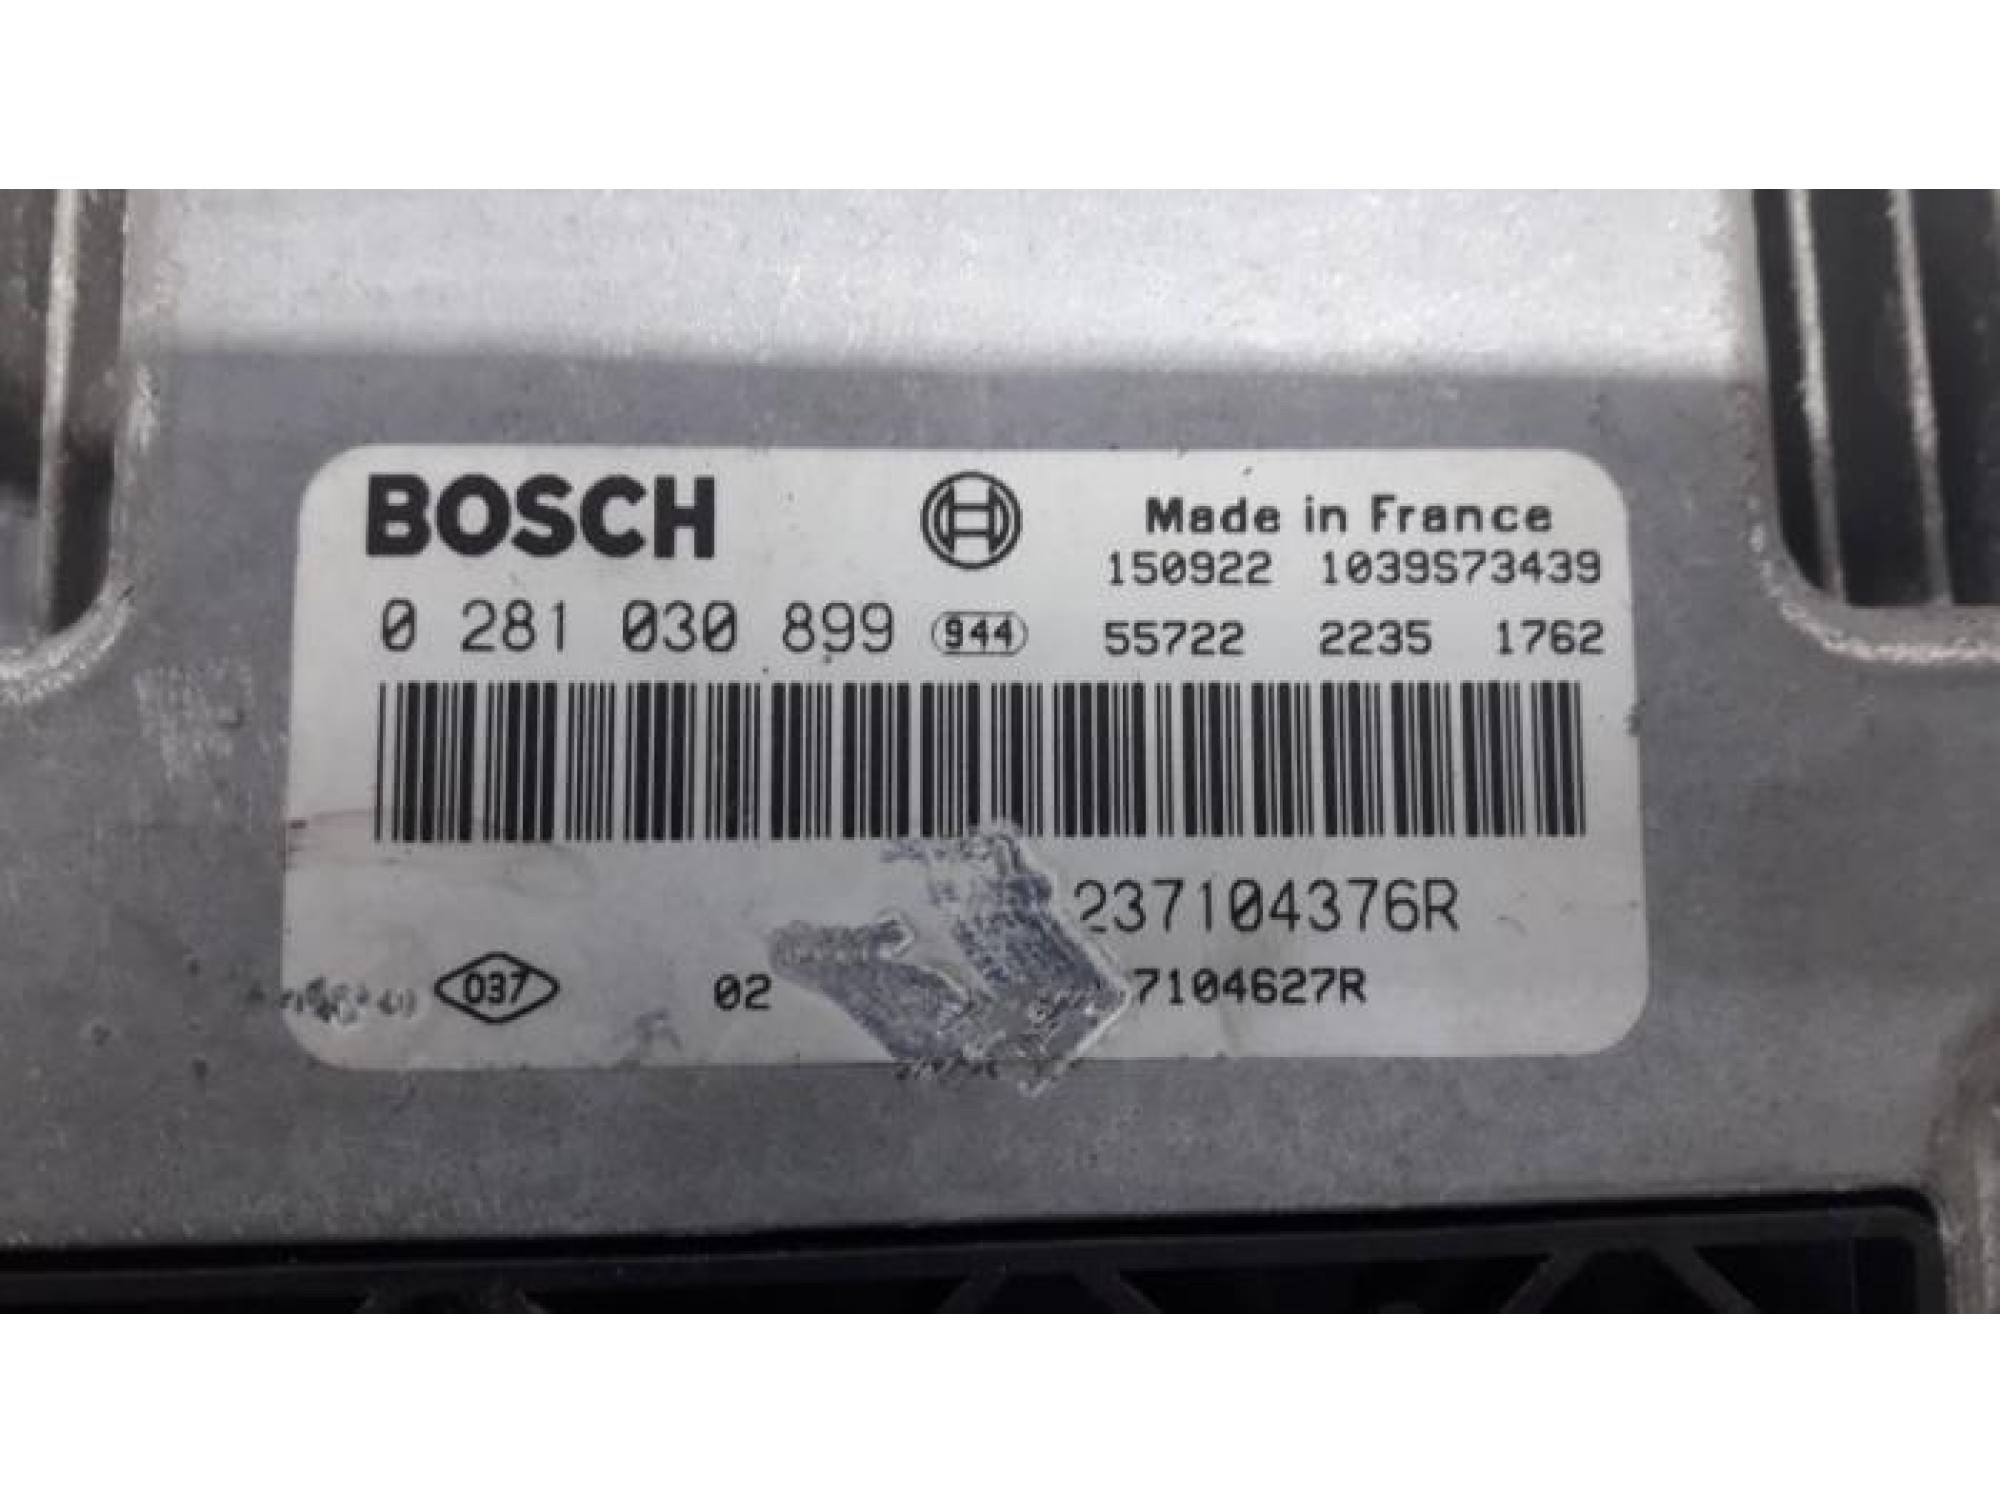 BOSCH
Made in France
150922 1039S73439
0 281 030 899 944 55722 2235 1762
237104376R
037 02 7104627R